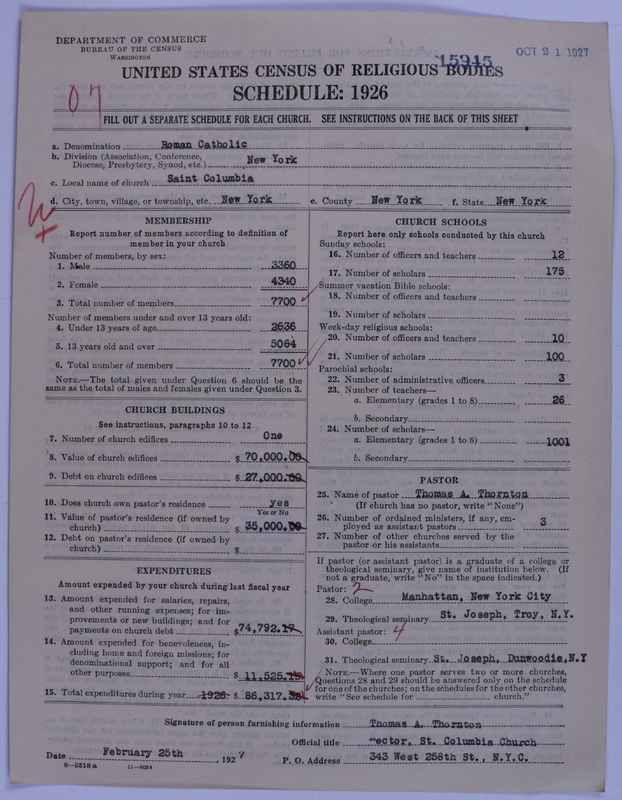 DEPARTMENT OF COMMERCE
BUREAU OF THE CENSUS
WASHINGTON
15915
OCT 21 1927
UNITED STATES CENSUS OF RELIGIOUS BODIES
SCHEDULE: 1926
07
FILL OUT A SEPARATE SCHEDULE FOR EACH CHURCH. SEE INSTRUCTIONS ON THE BACK OF THIS SHEET
a. Denomination Roman Catholic
b. Division (Association, Conference, Diocese, Presbytery, Synod, etc.) New York
c. Local name of church Saint Columbia
d. City, town, village, or township, etc. New York e. County New York f. State New York
MEMBERSHIP
Report number of members according to definition of
member in your church
Number of members, by sex:
1. Male 3360
2. Female 4340
3. Total number of members 7700
Number of members under and over 13 years old:
4. Under 13 years of age 2636
5. 13 years old and over 5064
6. Total number of members 7700
NOTE.—The total given under Question 6 should be the
same as the total of males and females given under Question 3.
CHURCH BUILDINGS
See instructions, paragraphs 10 to 12
7. Number of church edifices One
8. Value of church edifices $ 70,000.00
9. Debt on church edifices $ 27,000.00
10. Does church own pastor's residence yes
Yes or No
11. Value of pastor's residence (if owned by
church) $ 35,000.00
12. Debt on pastor's residence (if owned by
church) $
EXPENDITURES
Amount expended by your church during last fiscal year
13. Amount expended for salaries, repairs,
and other running expenses; for im-
provements or new buildings; and for
payments on church debt $74,792.17
14. Amount expended for benevolences, in-
cluding home and foreign missions; for
denominational support; and for all
other purposes $ 11,525.15
15. Total expenditures during year 1926 $ 86,317.32
CHURCH SCHOOLS
Report here only schools conducted by this church
Sunday schools:
16. Number of officers and teachers 12
17. Number of scholars 175
Summer vacation Bible schools:
18. Number of officers and teachers
19. Number of scholars
Week-day religious schools:
20. Number of officers and teachers 10
21. Number of scholars 100
Parochial schools:
22. Number of administrative officers 3
23. Number of teachers—
a. Elementary (grades 1 to 8) 26
b. Secondary
24. Number of scholars—
a. Elementary (grades 1 to 8) 1001
b. Secondary
PASTOR
25. Name of pastor Thomas A. Thornton
(If church has no pastor, write "None")
26. Number of ordained ministers, if any, em-
ployed as assistant pastors 3
27. Number of other churches served by the
pastor or his assistants
If pastor (or assistant pastor) is a graduate of a college or
theological seminary, give name of institution below. (If
not a graduate, write "No" in the space indicated.)
Pastor: 2
28. College Manhattan, New York City
29. Theological seminary St. Joseph, Troy, N.Y.
Assistant pastor: 4
30. College
31. Theological seminary St. Joseph, Dunwoodie,N.Y
NOTE.—Where one pastor serves two or more churches,
Questions 28 and 29 should be answered only on the schedule
for one of the churches; on the schedules for the other churches,
write "See schedule for church."
Signature of person furnishing information Thomas A. Thornton
Official title ector, St. Columbia Church
Date February 25th, 1927 P. O. Address 343 West 258th St., N.Y.C.
8—5518a 11—9054